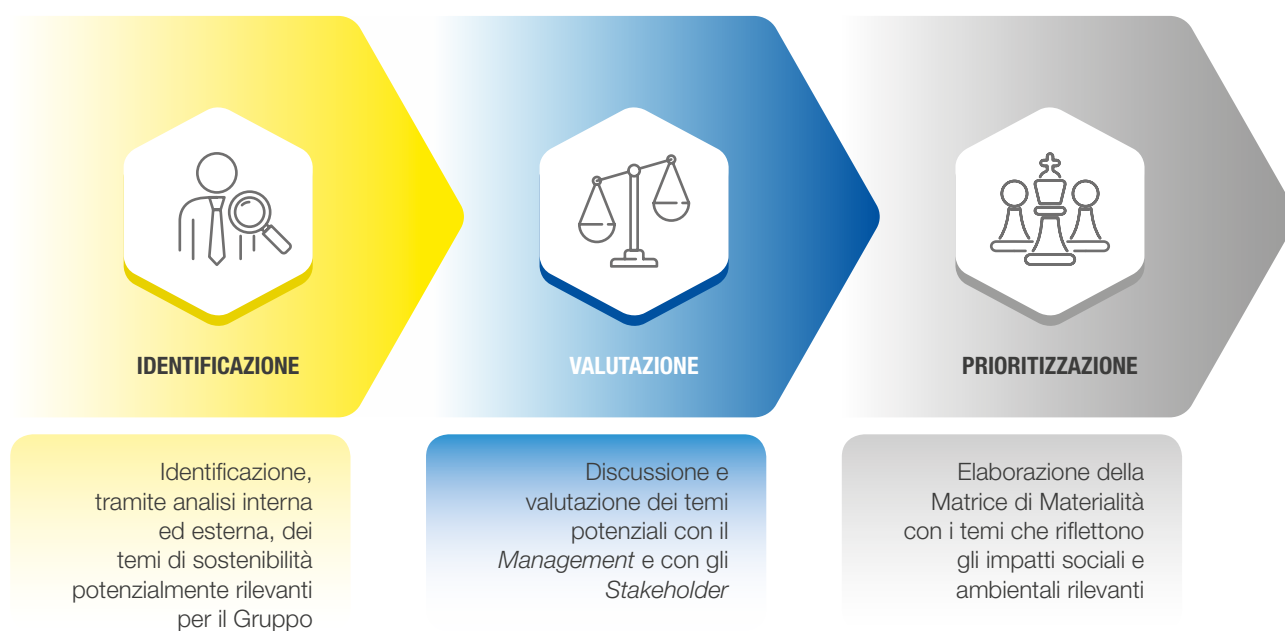 IDENTIFICAZIONE
VALUTAZIONE
PRIORITIZZAZIONE
Identificazione,
tramite analisi interna
ed esterna, dei
temi di sostenibilità
potenzialmente rilevanti
per il Gruppo
Discussione e
valutazione dei temi
potenziali con il
Management e con gli
Stakeholder
Elaborazione della
Matrice di Materialità
con i temi che riflettono
gli impatti sociali e
ambientali rilevanti